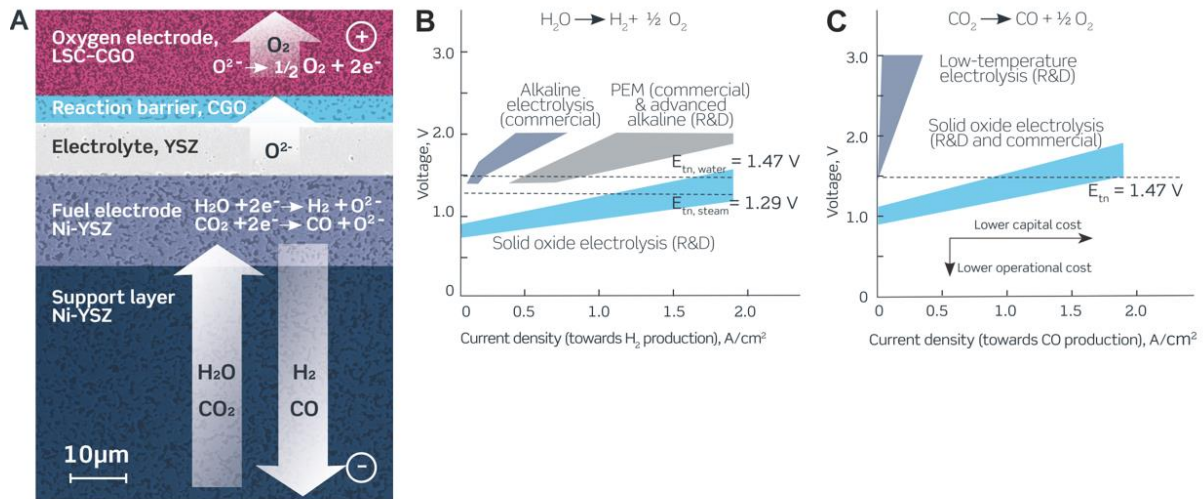 A
Oxygen electrode,
LSC-CGO
O₂
+
O²⁻ → 1/2 O₂ + 2e⁻
Reaction barrier, CGO
Electrolyte, YSZ
O²⁻
Fuel electrode
Ni-YSZ
H₂O +2e⁻ → H₂ + O²⁻
CO₂ +2e⁻ → CO + O²⁻
Support layer
Ni-YSZ
H₂O
CO₂
H₂
CO
10µm
−
B
H₂O → H₂ + ½ O₂
Voltage, V
3.0
2.0
1.0
0
Alkaline
electrolysis
(commercial)
PEM (commercial)
& advanced
alkaline (R&D)
E tn, water = 1.47 V
E tn, steam = 1.29 V
Solid oxide electrolysis (R&D)
0 0.5 1.0 1.5 2.0
Current density (towards H₂ production), A/cm²
C
CO₂ → CO + ½ O₂
Voltage, V
3.0
2.0
1.0
0
Low-temperature
electrolysis (R&D)
Solid oxide electrolysis
(R&D and commercial)
E tn = 1.47 V
Lower capital cost
Lower operational cost
0 0.5 1.0 1.5 2.0
Current density (towards CO production), A/cm²